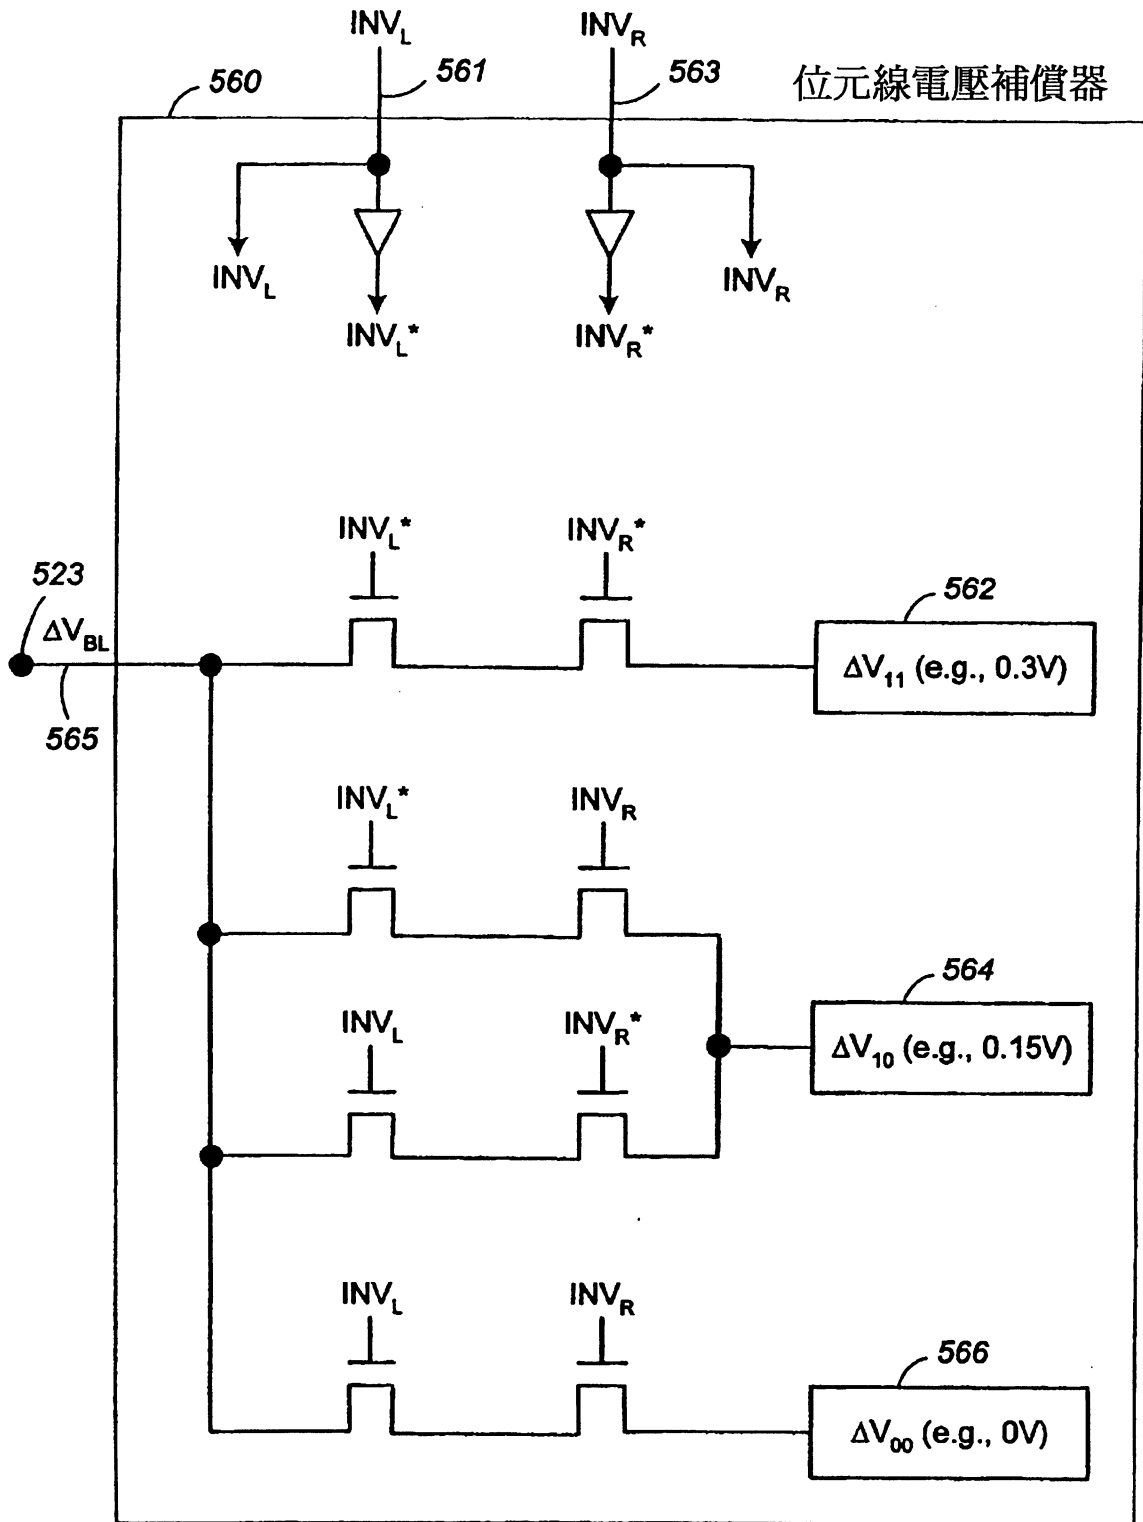 INV_L INV_R
561 563
560 位元線電壓補償器
INV_L INV_R
INV_L* INV_R*
INV_L* INV_R*
523 562
ΔV_BL
ΔV_11 (e.g., 0.3V)
565
INV_L* INV_R
564
INV_L INV_R*
ΔV_10 (e.g., 0.15V)
INV_L INV_R
566
ΔV_00 (e.g., 0V)